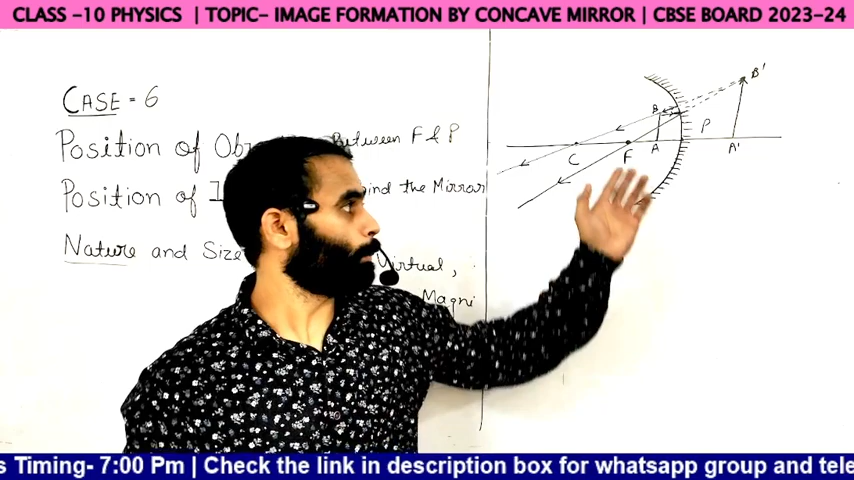 CLASS -10 PHYSICS | TOPIC- IMAGE FORMATION BY CONCAVE MIRROR | CBSE BOARD 2023-24
CASE = 6
Position of Between F & P
Position of the Mirror
Nature and Size Virtual,
Magni
B'
B
P
C
F
A
A'
s Timing- 7:00 Pm | Check the link in description box for whatsapp group and tele